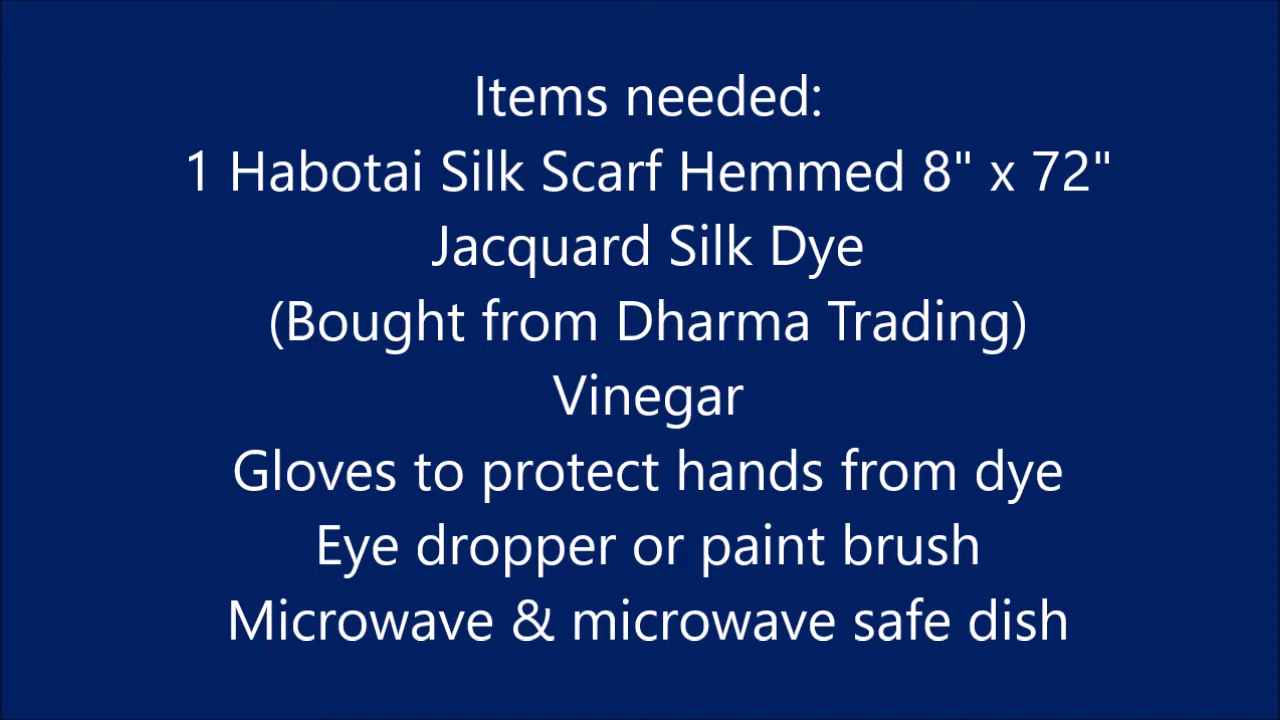 Items needed:
1 Habotai Silk Scarf Hemmed 8" x 72"
Jacquard Silk Dye
(Bought from Dharma Trading)
Vinegar
Gloves to protect hands from dye
Eye dropper or paint brush
Microwave & microwave safe dish